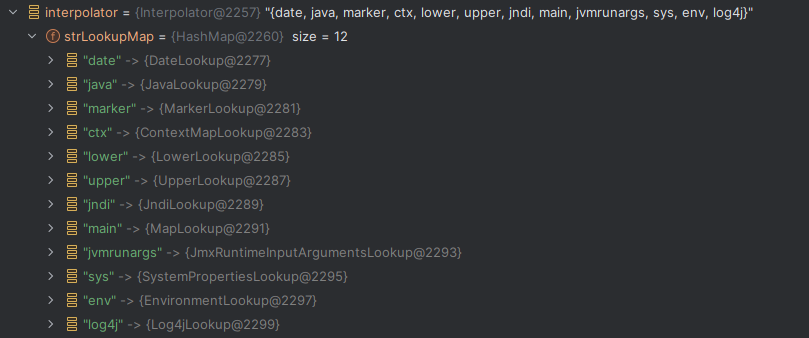 interpolator = {Interpolator@2257} "{date, java, marker, ctx, lower, upper, jndi, main, jvmrunargs, sys, env, log4j}"
f strLookupMap = {HashMap@2260} size = 12
"date" -> {DateLookup@2277}
"java" -> {JavaLookup@2279}
"marker" -> {MarkerLookup@2281}
"ctx" -> {ContextMapLookup@2283}
"lower" -> {LowerLookup@2285}
"upper" -> {UpperLookup@2287}
"jndi" -> {JndiLookup@2289}
"main" -> {MapLookup@2291}
"jvmrunargs" -> {JmxRuntimeInputArgumentsLookup@2293}
"sys" -> {SystemPropertiesLookup@2295}
"env" -> {EnvironmentLookup@2297}
"log4j" -> {Log4jLookup@2299}